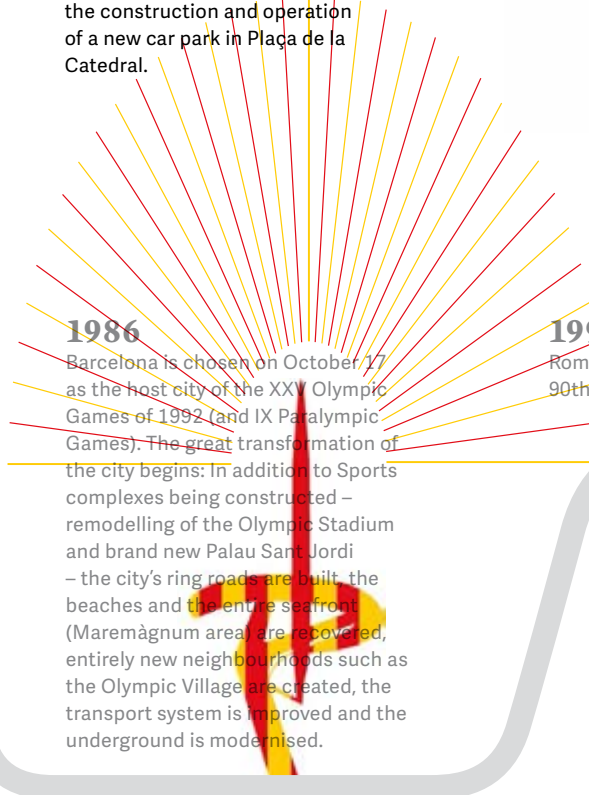 the construction and operation
of a new car park in Plaça de la
Catedral.
1986
Barcelona is chosen on October 17
as the host city of the XXV Olympic
Games of 1992 (and IX Paralympic
Games). The great transformation of
the city begins: In addition to Sports
complexes being constructed –
remodelling of the Olympic Stadium
and brand new Palau Sant Jordi
– the city’s ring roads are built, the
beaches and the entire seafront
(Maremàgnum area) are recovered,
entirely new neighbourhoods such as
the Olympic Village are created, the
transport system is improved and the
underground is modernised.
90th